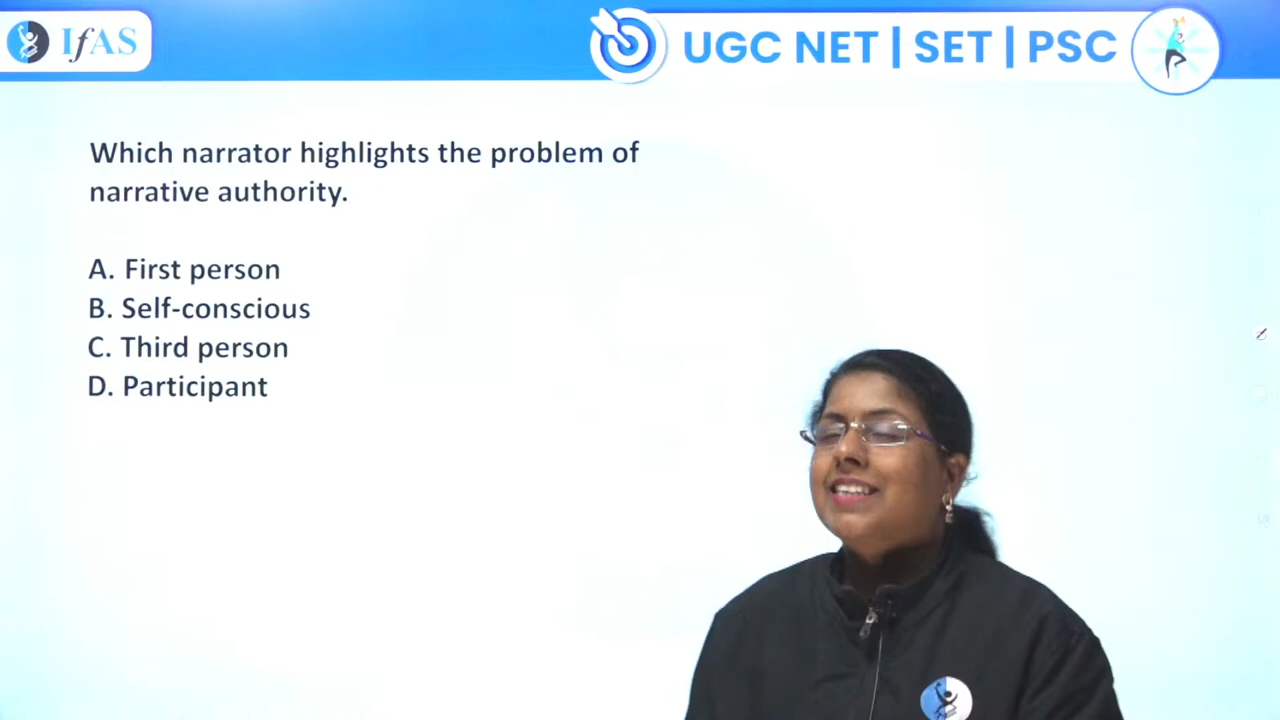 IfAS
UGC NET | SET | PSC
Which narrator highlights the problem of
narrative authority.
A. First person
B. Self-conscious
C. Third person
D. Participant